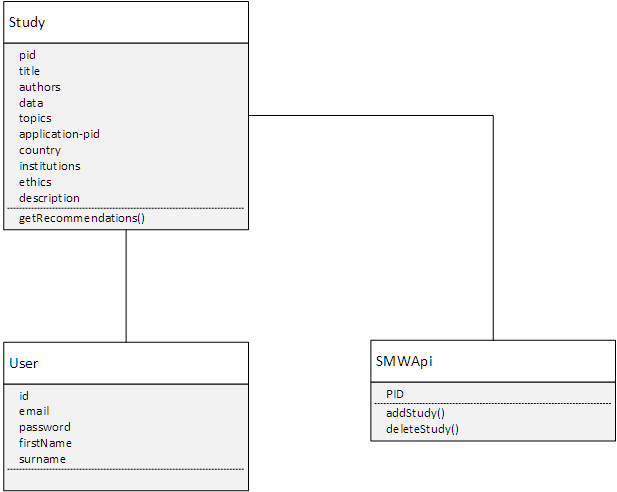 Study
pid
title
authors
data
topics
application-pid
country
institutions
ethics
description
getRecommendations()
User
id
email
password
firstName
surname
SMWApi
PID
addStudy()
deleteStudy()